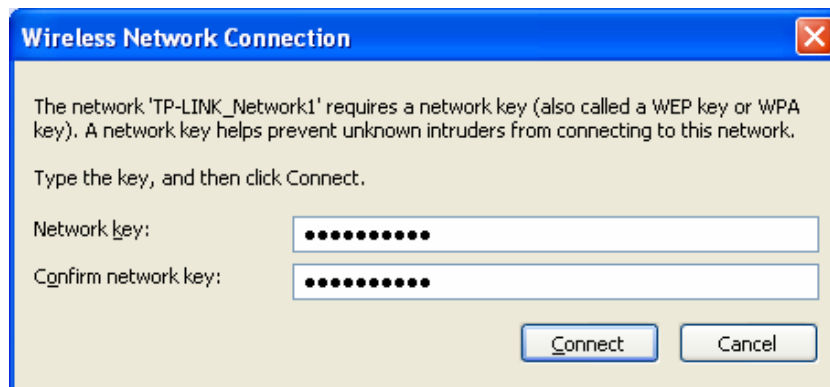 Wireless Network Connection
The network 'TP-LINK_Network1' requires a network key (also called a WEP key or WPA
key). A network key helps prevent unknown intruders from connecting to this network.
Type the key, and then click Connect.
Network key: ●●●●●●●●●●
Confirm network key: ●●●●●●●●●●
Connect Cancel